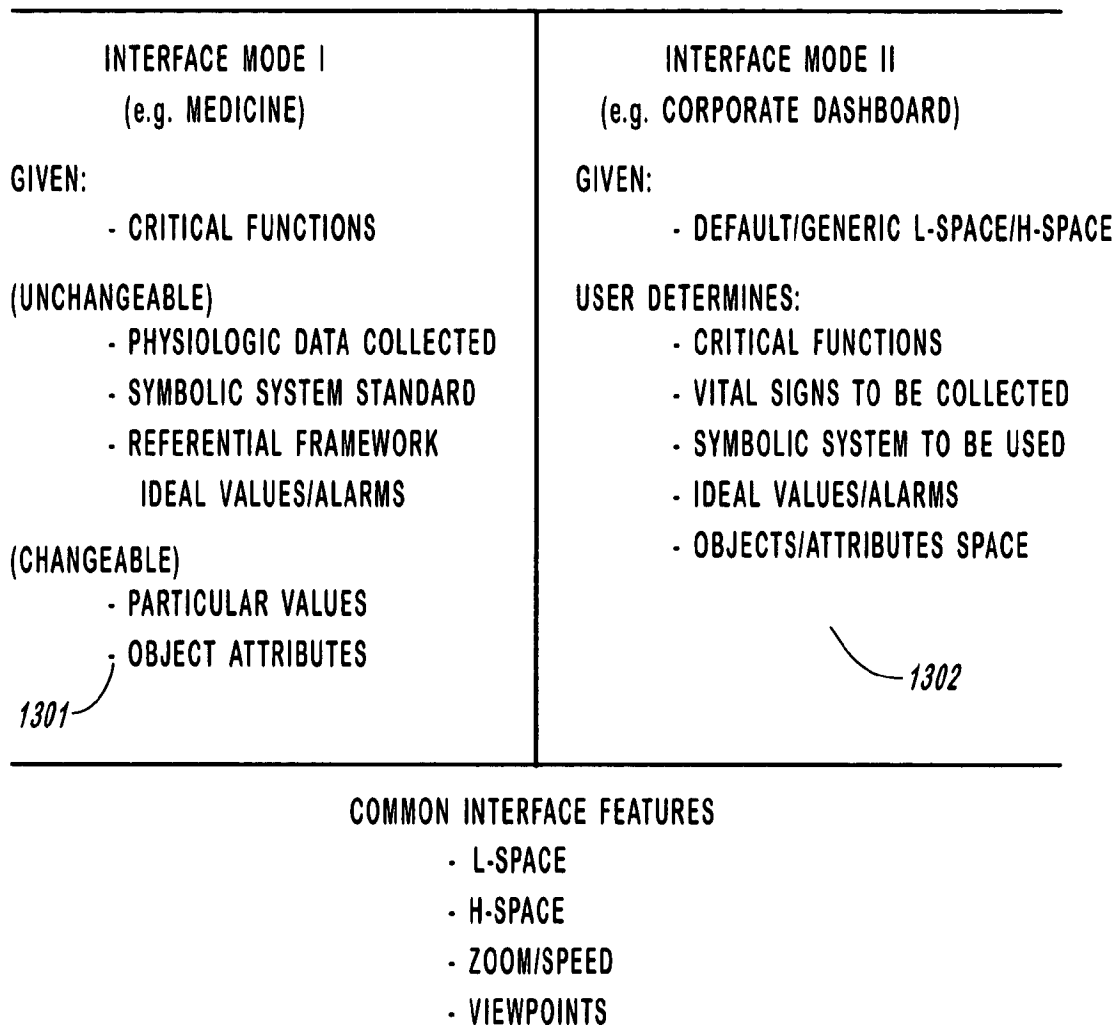 INTERFACE MODE I
(e.g. MEDICINE)
GIVEN:
- CRITICAL FUNCTIONS
(UNCHANGEABLE)
- PHYSIOLOGIC DATA COLLECTED
- SYMBOLIC SYSTEM STANDARD
- REFERENTIAL FRAMEWORK
IDEAL VALUES/ALARMS
(CHANGEABLE)
- PARTICULAR VALUES
- OBJECT ATTRIBUTES
1301
INTERFACE MODE II
(e.g. CORPORATE DASHBOARD)
GIVEN:
- DEFAULT/GENERIC L-SPACE/H-SPACE
USER DETERMINES:
- CRITICAL FUNCTIONS
- VITAL SIGNS TO BE COLLECTED
- SYMBOLIC SYSTEM TO BE USED
- IDEAL VALUES/ALARMS
- OBJECTS/ATTRIBUTES SPACE
1302
COMMON INTERFACE FEATURES
- L-SPACE
- H-SPACE
- ZOOM/SPEED
- VIEWPOINTS